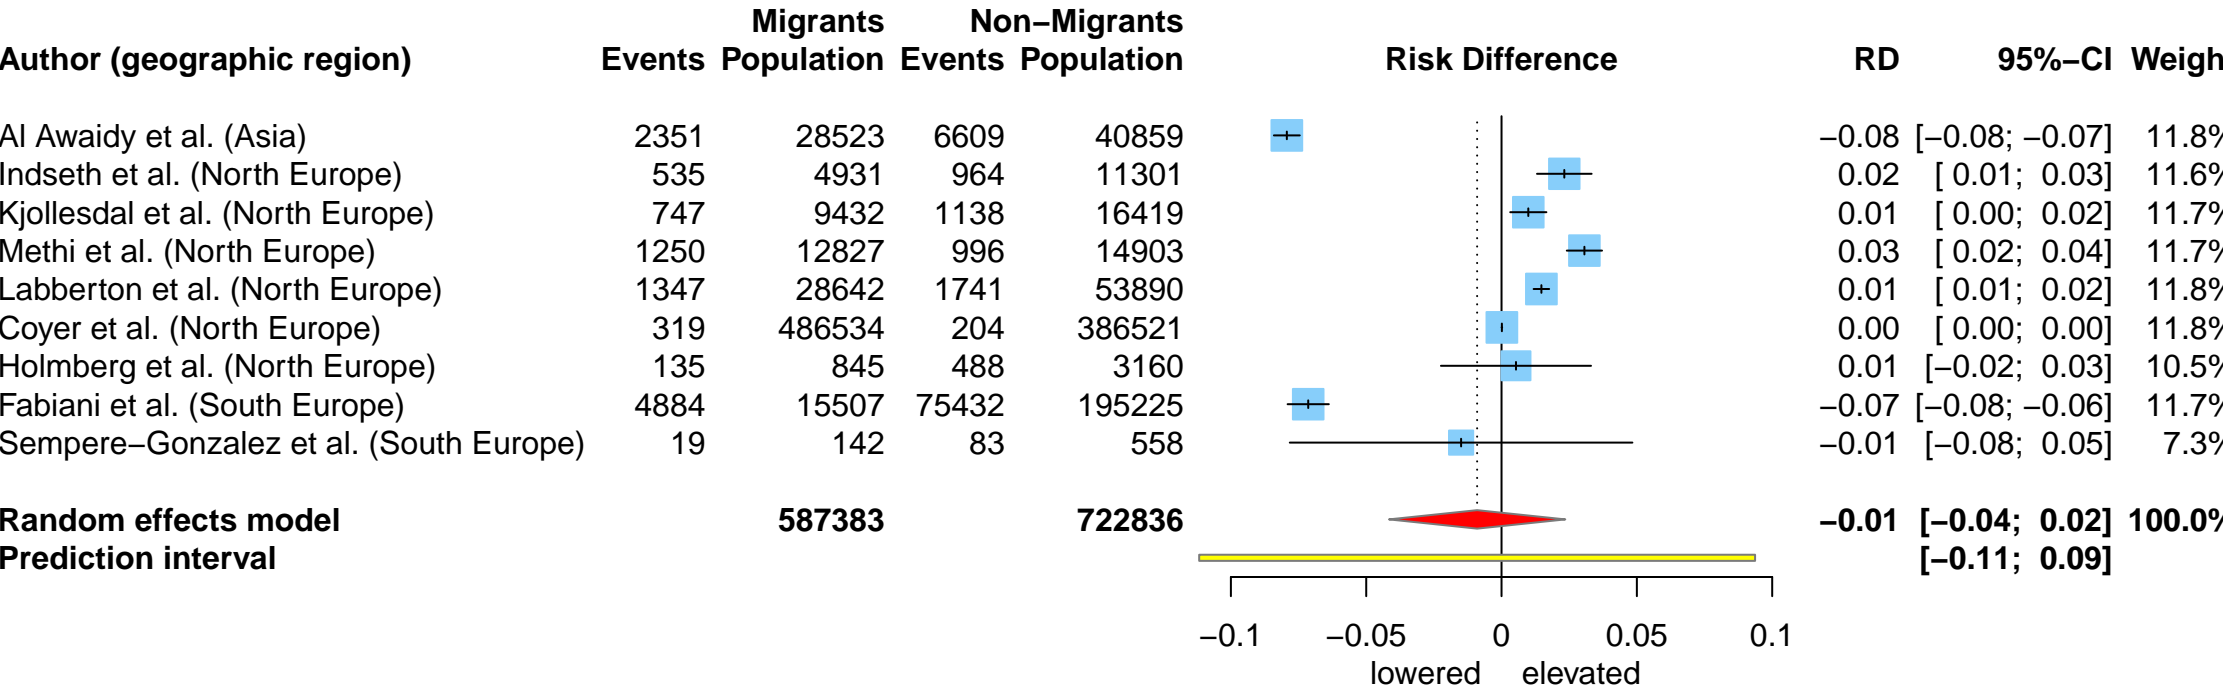 Migrants Non−Migrants
Author (geographic region) Events Population Events Population Risk Difference RD 95%−CI Weigh
Al Awaidy et al. (Asia) 2351 28523 6609 40859 −0.08 [−0.08; −0.07] 11.8%
Indseth et al. (North Europe) 535 4931 964 11301 0.02 [ 0.01; 0.03] 11.6%
Kjollesdal et al. (North Europe) 747 9432 1138 16419 0.01 [ 0.00; 0.02] 11.7%
Methi et al. (North Europe) 1250 12827 996 14903 0.03 [ 0.02; 0.04] 11.7%
Labberton et al. (North Europe) 1347 28642 1741 53890 0.01 [ 0.01; 0.02] 11.8%
Coyer et al. (North Europe) 319 486534 204 386521 0.00 [ 0.00; 0.00] 11.8%
Holmberg et al. (North Europe) 135 845 488 3160 0.01 [−0.02; 0.03] 10.5%
Fabiani et al. (South Europe) 4884 15507 75432 195225 −0.07 [−0.08; −0.06] 11.7%
Sempere−Gonzalez et al. (South Europe) 19 142 83 558 −0.01 [−0.08; 0.05] 7.3%
Random effects model 587383 722836 −0.01 [−0.04; 0.02] 100.0%
Prediction interval [−0.11; 0.09]
−0.1 −0.05 0 0.05 0.1
lowered elevated